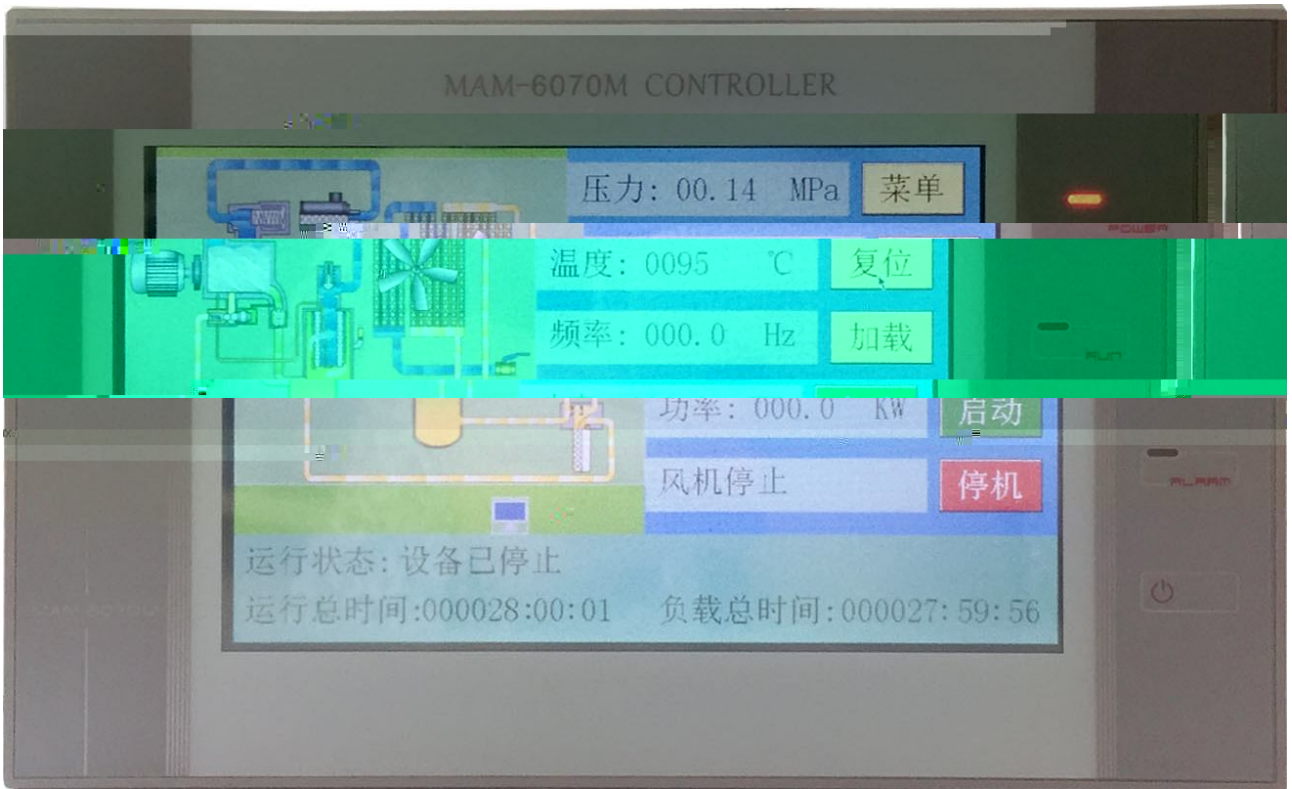 MAM-6070M CONTROLLER
压力: 00.14 MPa 菜单
POWER
温度: 0095 ℃ 复位
频率: 000.0 Hz 加载
RUN
功率: 000.0 KW 启动
风机停止 停机
ALARM
运行状态: 设备已停止
运行总时间:000028:00:01 负载总时间:000027:59:56